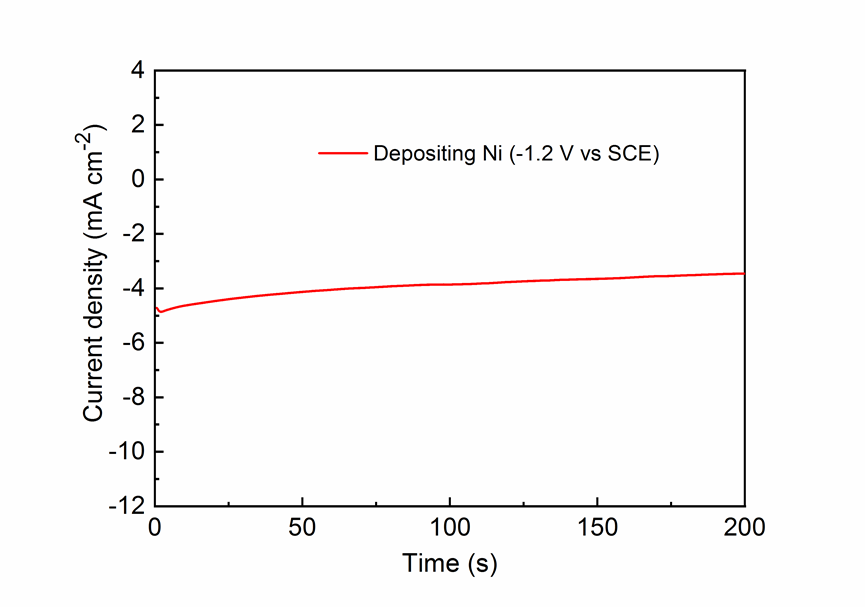 4
2
0
-2
-4
-6
-8
-10
-12
Current density (mA cm-2)
Depositing Ni (-1.2 V vs SCE)
0 50 100 150 200
Time (s)